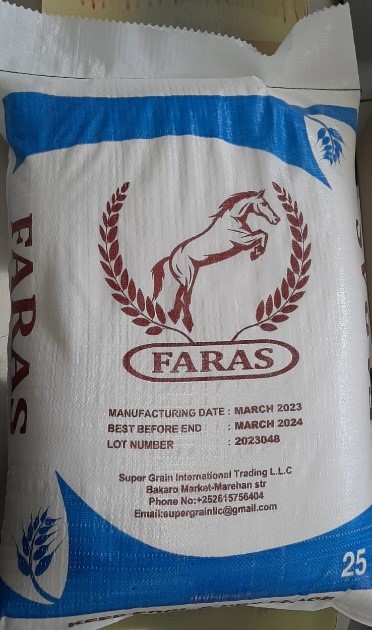 FARAS
FARAS
MANUFACTURING DATE : MARCH 2023
BEST BEFORE END : MARCH 2024
LOT NUMBER : 2023048
Super Grain International Trading L.L.C
Bakaro Market-Marehan str
Phone No:+252615756404
Email:supergrainllc@gmail.com
25
KEEP